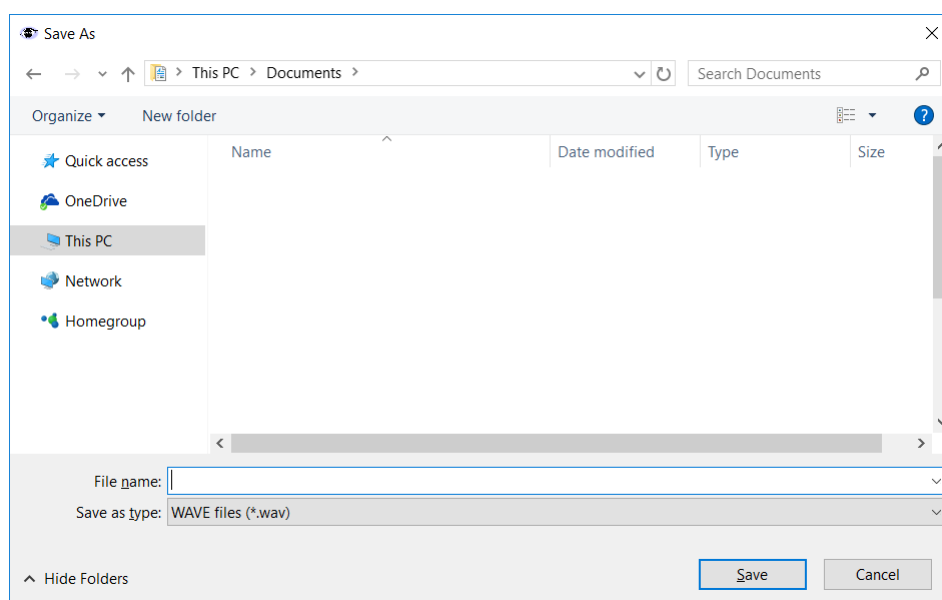 Save As
This PC > Documents >
Search Documents
Organize
New folder
Name
Date modified
Type
Size
Quick access
OneDrive
This PC
Network
Homegroup
File name:
Save as type: WAVE files (*.wav)
Hide Folders
Save
Cancel